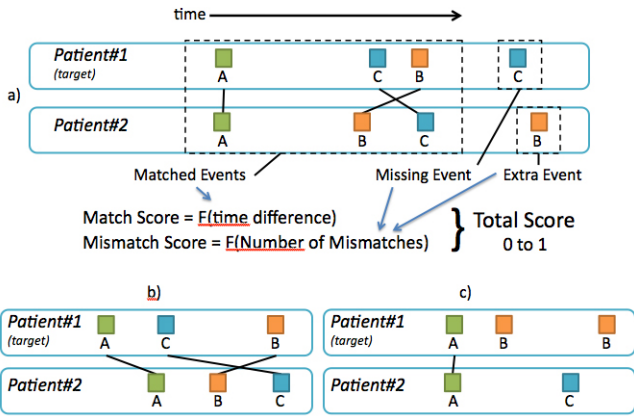 time
Patient#1
(target)
A C B C
a)
Patient#2
A B C B
Matched Events Missing Event Extra Event
Match Score = F(time difference)
Mismatch Score = F(Number of Mismatches)
} Total Score
0 to 1
b) c)
Patient#1
(target)
A C B
Patient#2
A B C
Patient#1
(target)
A B B
Patient#2
A C